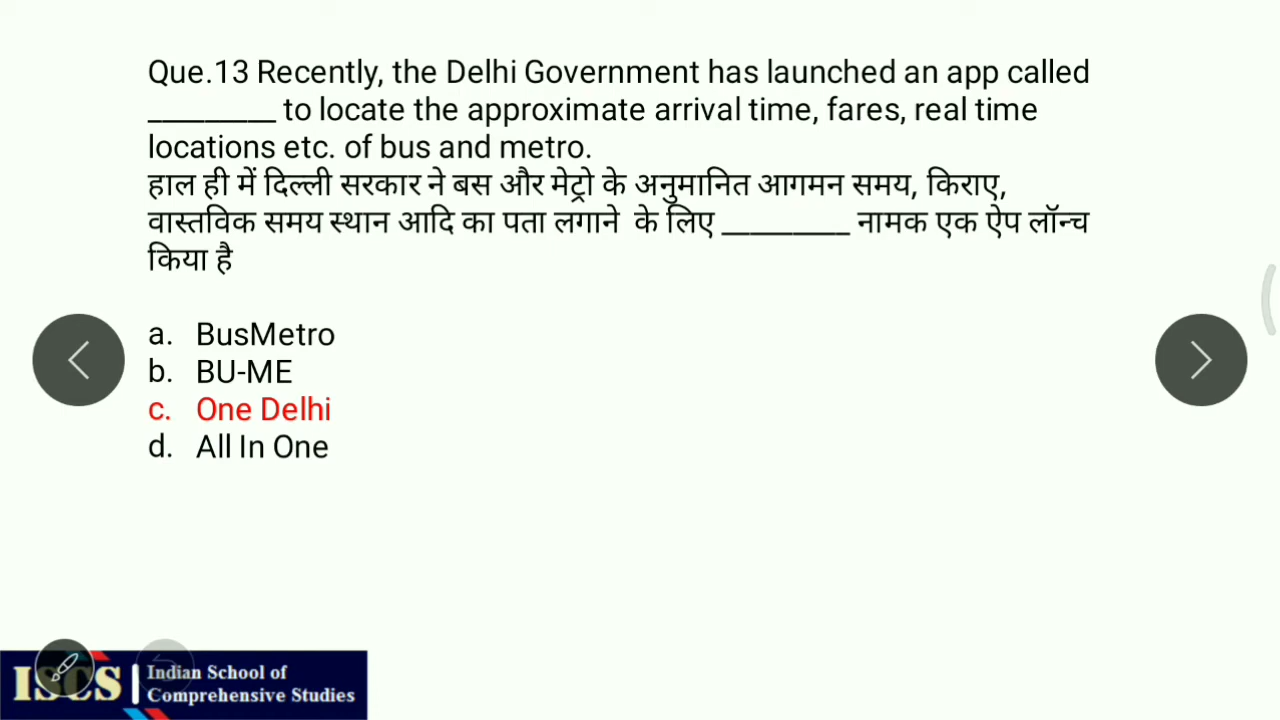 Que.13 Recently, the Delhi Government has launched an app called
_________ to locate the approximate arrival time, fares, real time
locations etc. of bus and metro.
हाल ही में दिल्ली सरकार ने बस और मेट्रो के अनुमानित आगमन समय, किराए,
वास्तविक समय स्थान आदि का पता लगाने के लिए _________ नामक एक ऐप लॉन्च
किया है
a. BusMetro
b. BU-ME
c. One Delhi
d. All In One
ISCS
Indian School of
Comprehensive Studies